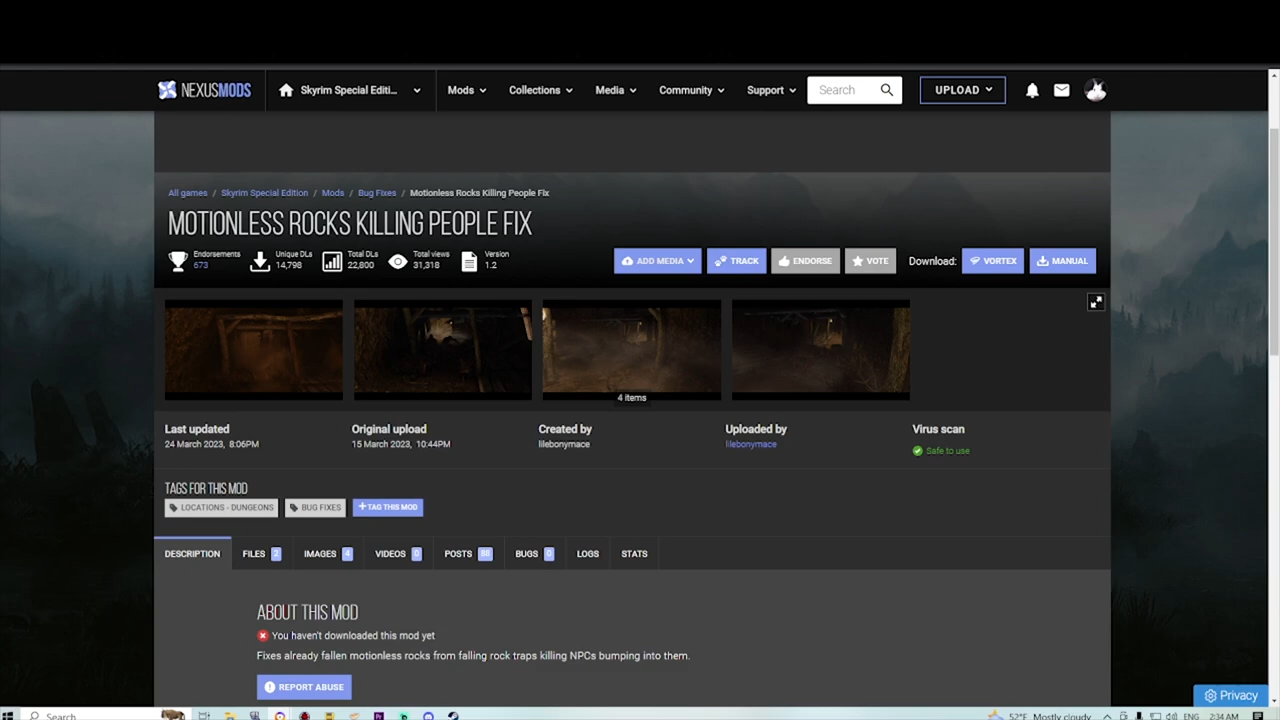 NEXUSMODS
Skyrim Special Editi...
Mods
Collections
Media
Community
Support
Search
UPLOAD
All games / Skyrim Special Edition / Mods / Bug Fixes / Motionless Rocks Killing People Fix
MOTIONLESS ROCKS KILLING PEOPLE FIX
Endorsements
673
Unique DLs
14,798
Total DLs
22,800
Total views
31,318
Version
1.2
ADD MEDIA
TRACK
ENDORSE
VOTE
Download:
VORTEX
MANUAL
4 items
Last updated
24 March 2023, 8:06PM
Original upload
15 March 2023, 10:44PM
Created by
lilebonymace
Uploaded by
lilebonymace
Virus scan
Safe to use
TAGS FOR THIS MOD
LOCATIONS - DUNGEONS
BUG FIXES
+ TAG THIS MOD
DESCRIPTION
FILES 2
IMAGES 4
VIDEOS 0
POSTS 88
BUGS 0
LOGS
STATS
ABOUT THIS MOD
You haven't downloaded this mod yet
Fixes already fallen motionless rocks from falling rock traps killing NPCs bumping into them.
REPORT ABUSE
Privacy
Search
52°F Mostly cloudy
ENG
2:34 AM